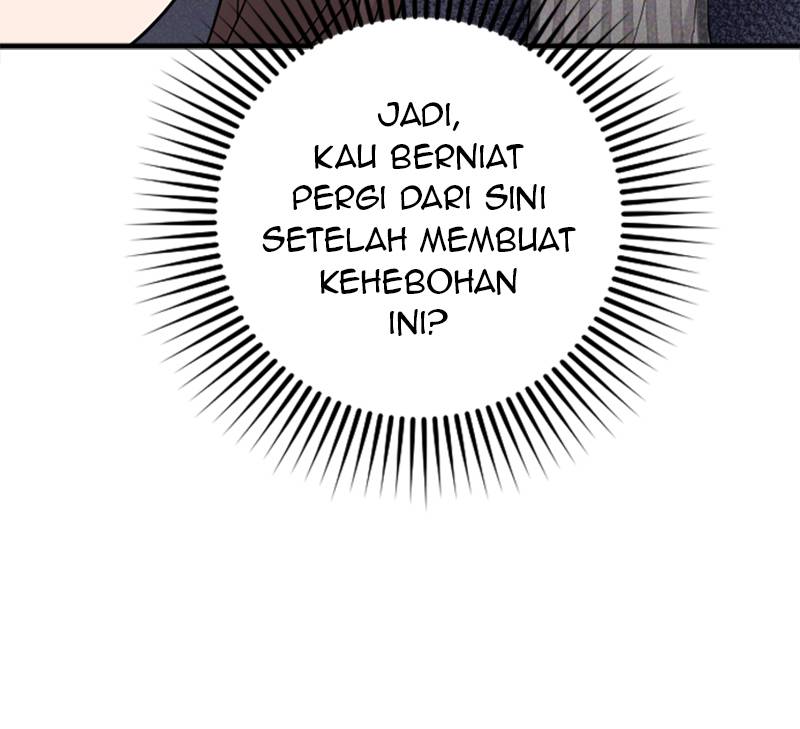 JADI,
KAU BERNIAT
PERGI DARI SINI
SETELAH MEMBUAT
KEHEBOHAN
INI?